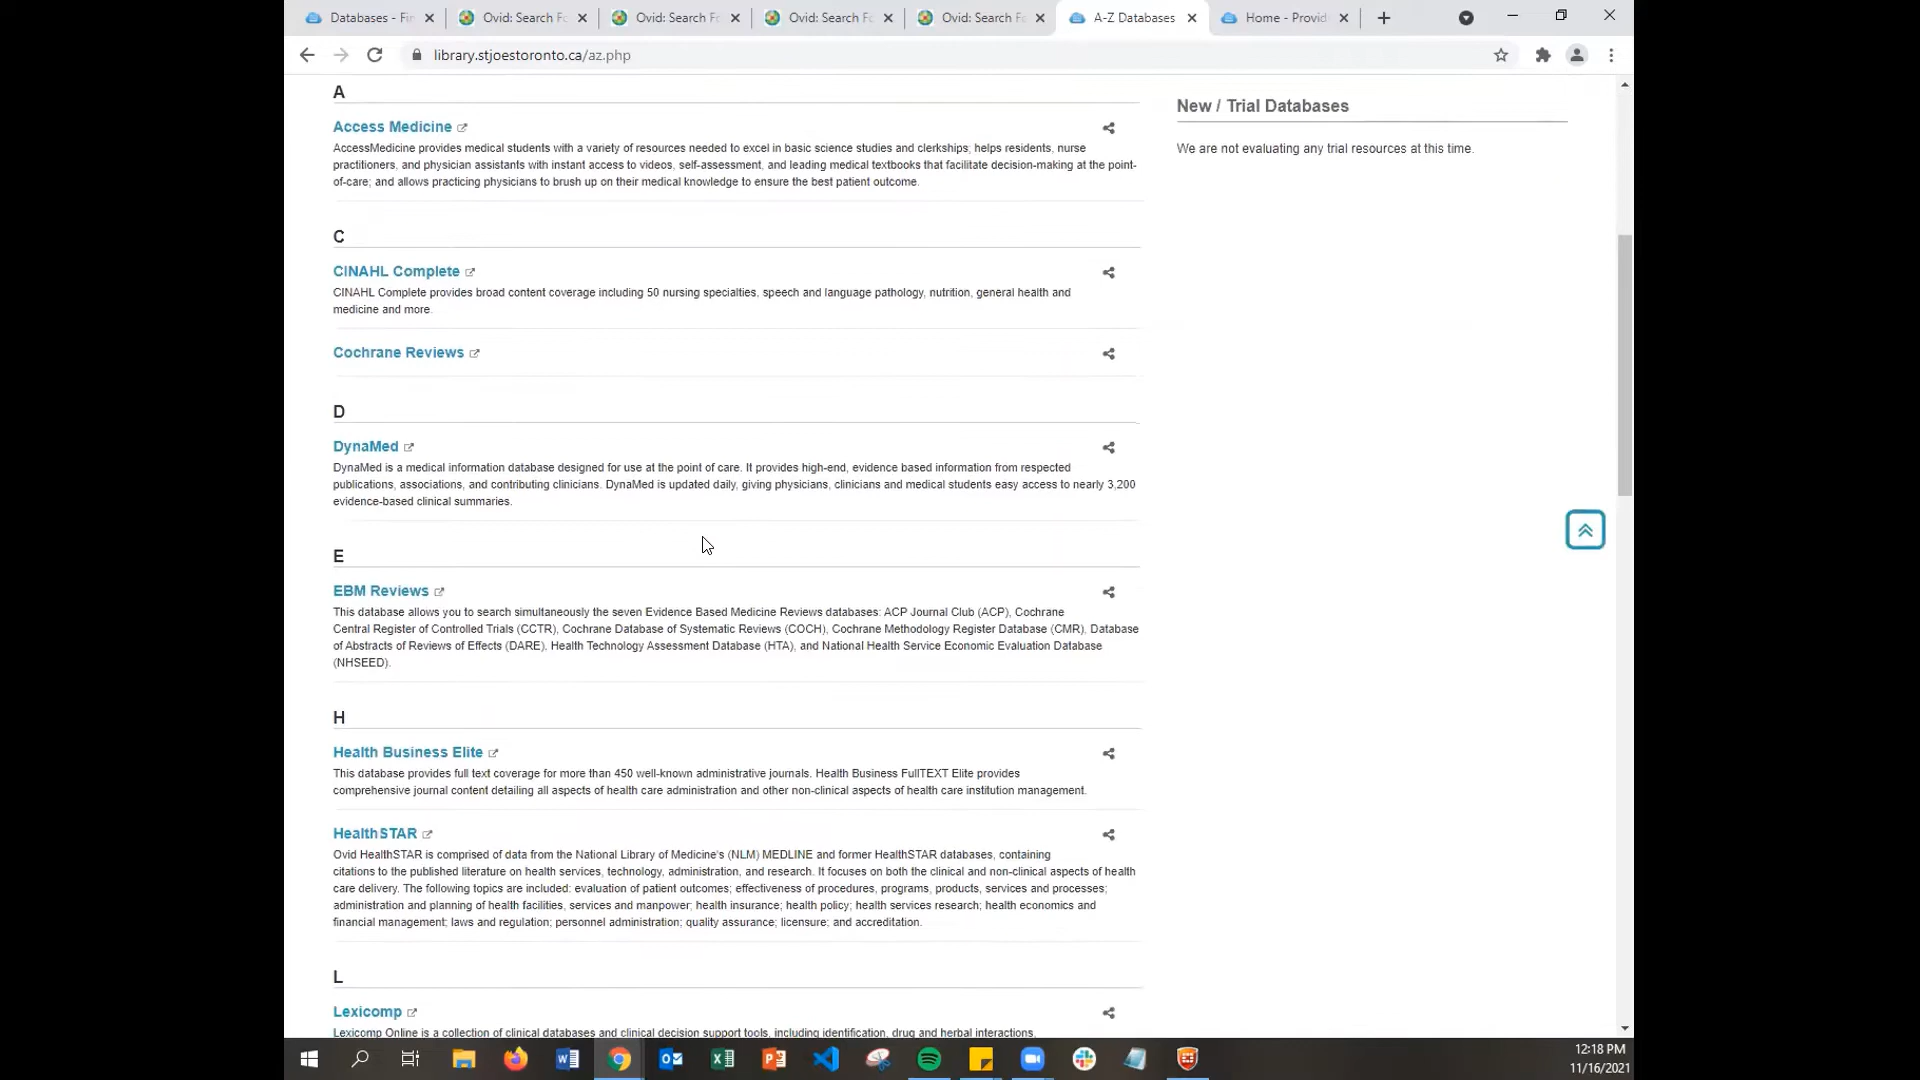 Databases - Fin
Ovid: Search Fo
Ovid: Search Fo
Ovid: Search Fo
Ovid: Search Fo
A-Z Databases
Home - Provid
library.stjoestoronto.ca/az.php
A
Access Medicine
AccessMedicine provides medical students with a variety of resources needed to excel in basic science studies and clerkships; helps residents, nurse
practitioners, and physician assistants with instant access to videos, self-assessment, and leading medical textbooks that facilitate decision-making at the point-
of-care; and allows practicing physicians to brush up on their medical knowledge to ensure the best patient outcome.
New / Trial Databases
We are not evaluating any trial resources at this time.
C
CINAHL Complete
CINAHL Complete provides broad content coverage including 50 nursing specialties, speech and language pathology, nutrition, general health and
medicine and more.
Cochrane Reviews
D
DynaMed
DynaMed is a medical information database designed for use at the point of care. It provides high-end, evidence based information from respected
publications, associations, and contributing clinicians. DynaMed is updated daily, giving physicians, clinicians and medical students easy access to nearly 3,200
evidence-based clinical summaries.
E
EBM Reviews
This database allows you to search simultaneously the seven Evidence Based Medicine Reviews databases: ACP Journal Club (ACP), Cochrane
Central Register of Controlled Trials (CCTR), Cochrane Database of Systematic Reviews (COCH), Cochrane Methodology Register Database (CMR), Database
of Abstracts of Reviews of Effects (DARE), Health Technology Assessment Database (HTA), and National Health Service Economic Evaluation Database
(NHSEED).
H
Health Business Elite
This database provides full text coverage for more than 450 well-known administrative journals. Health Business FullTEXT Elite provides
comprehensive journal content detailing all aspects of health care administration and other non-clinical aspects of health care institution management.
HealthSTAR
Ovid HealthSTAR is comprised of data from the National Library of Medicine's (NLM) MEDLINE and former HealthSTAR databases, containing
citations to the published literature on health services, technology, administration, and research. It focuses on both the clinical and non-clinical aspects of health
care delivery. The following topics are included: evaluation of patient outcomes; effectiveness of procedures, programs, products, services and processes;
administration and planning of health facilities, services and manpower; health insurance; health policy; health services research; health economics and
financial management; laws and regulation; personnel administration; quality assurance; licensure; and accreditation.
L
Lexicomp
Lexicomp Online is a collection of clinical databases and clinical decision support tools, including identification, drug and herbal interactions,
12:18 PM
11/16/2021